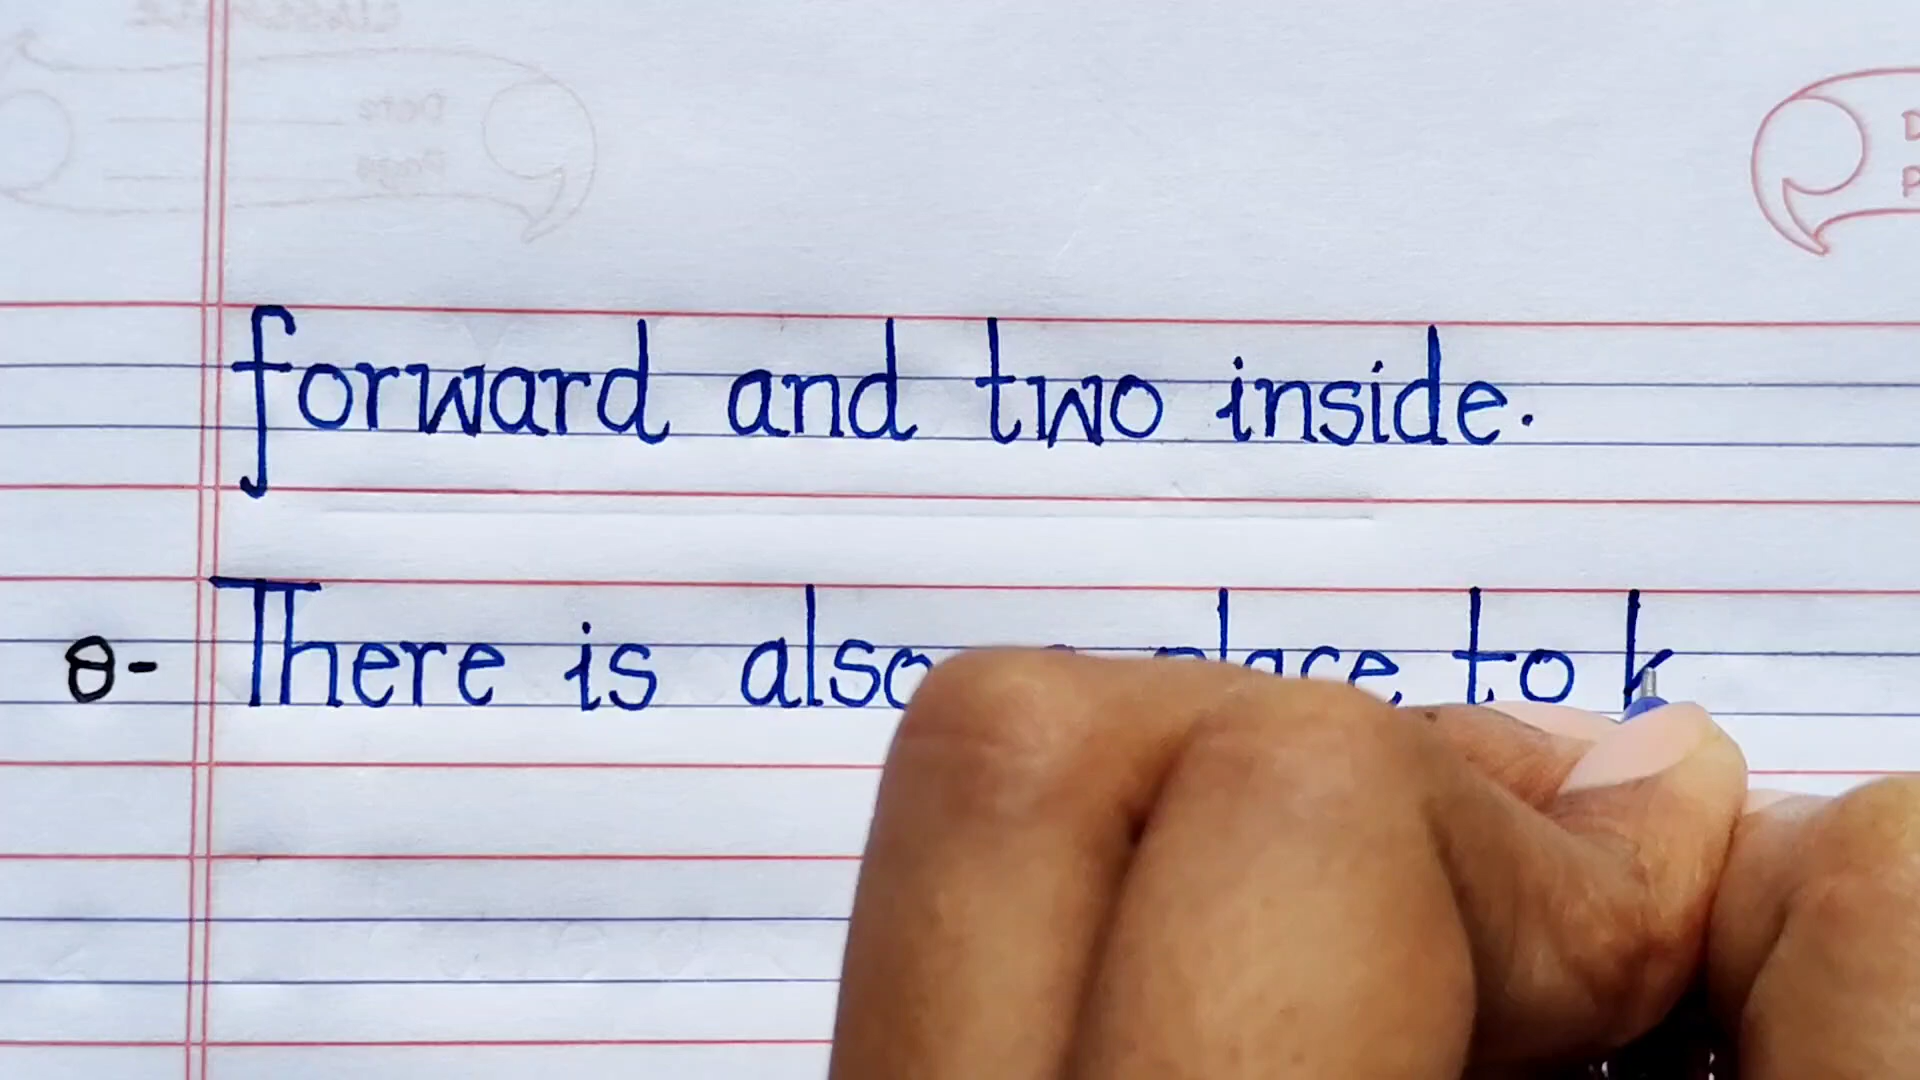 forward and two inside.
8- There is also a place to k